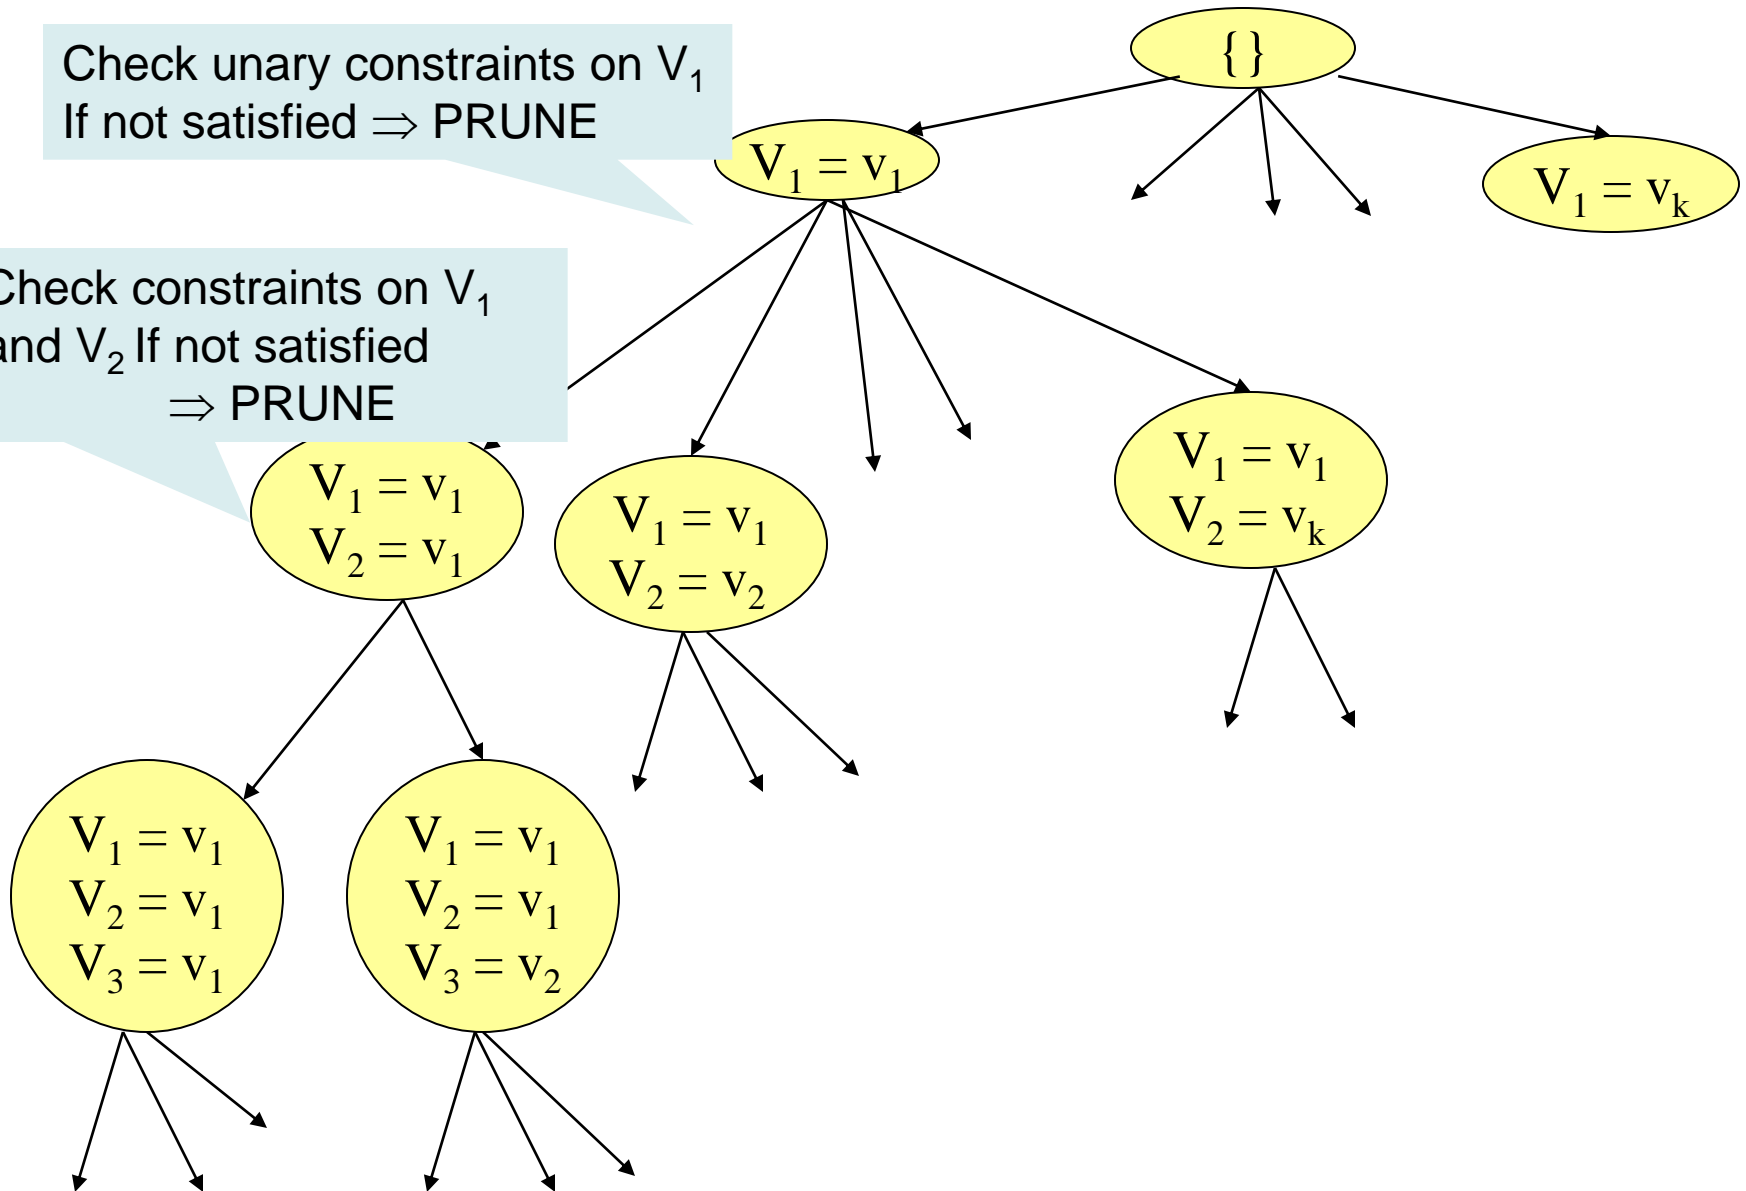 { }
Check unary constraints on V₁
If not satisfied ⇒ PRUNE
V₁ = v₁
V₁ = vₖ
Check constraints on V₁
and V₂ If not satisfied
⇒ PRUNE
V₁ = v₁
V₂ = v₁
V₁ = v₁
V₂ = v₂
V₁ = v₁
V₂ = vₖ
V₁ = v₁
V₂ = v₁
V₃ = v₁
V₁ = v₁
V₂ = v₁
V₃ = v₂